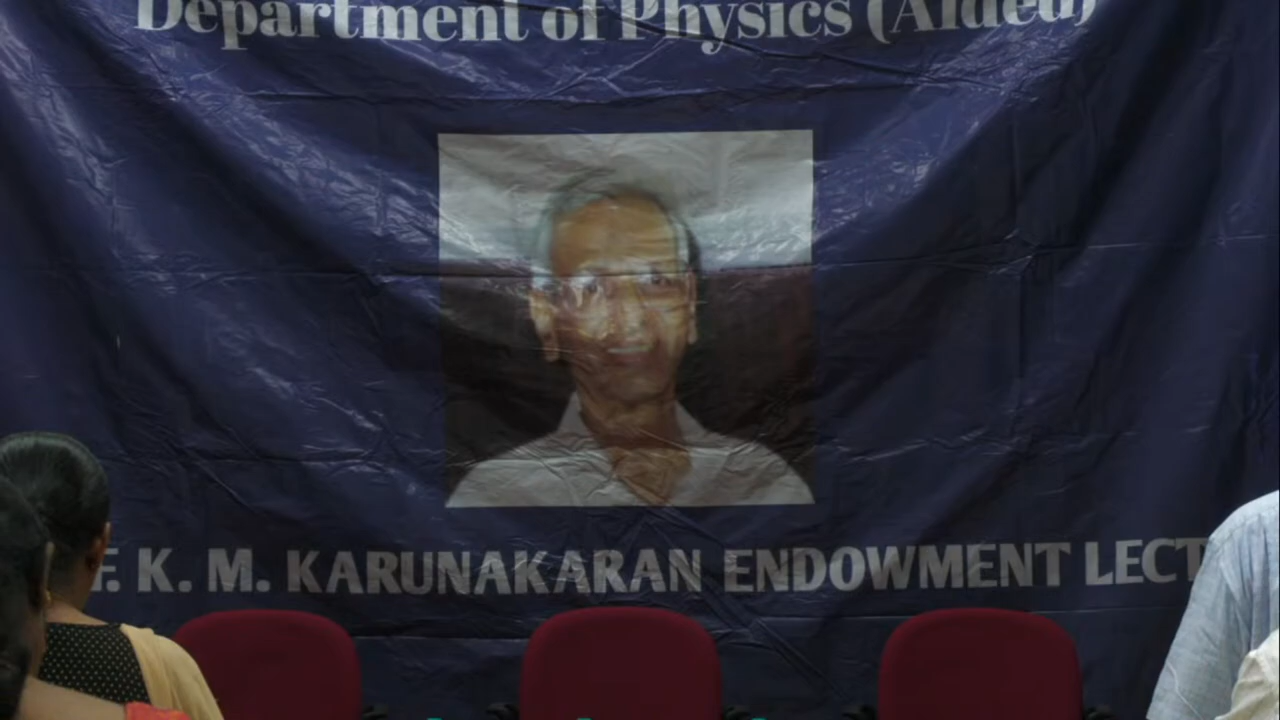 Department of Physics (Aided)
F. K. M. KARUNAKARAN ENDOWMENT LECT